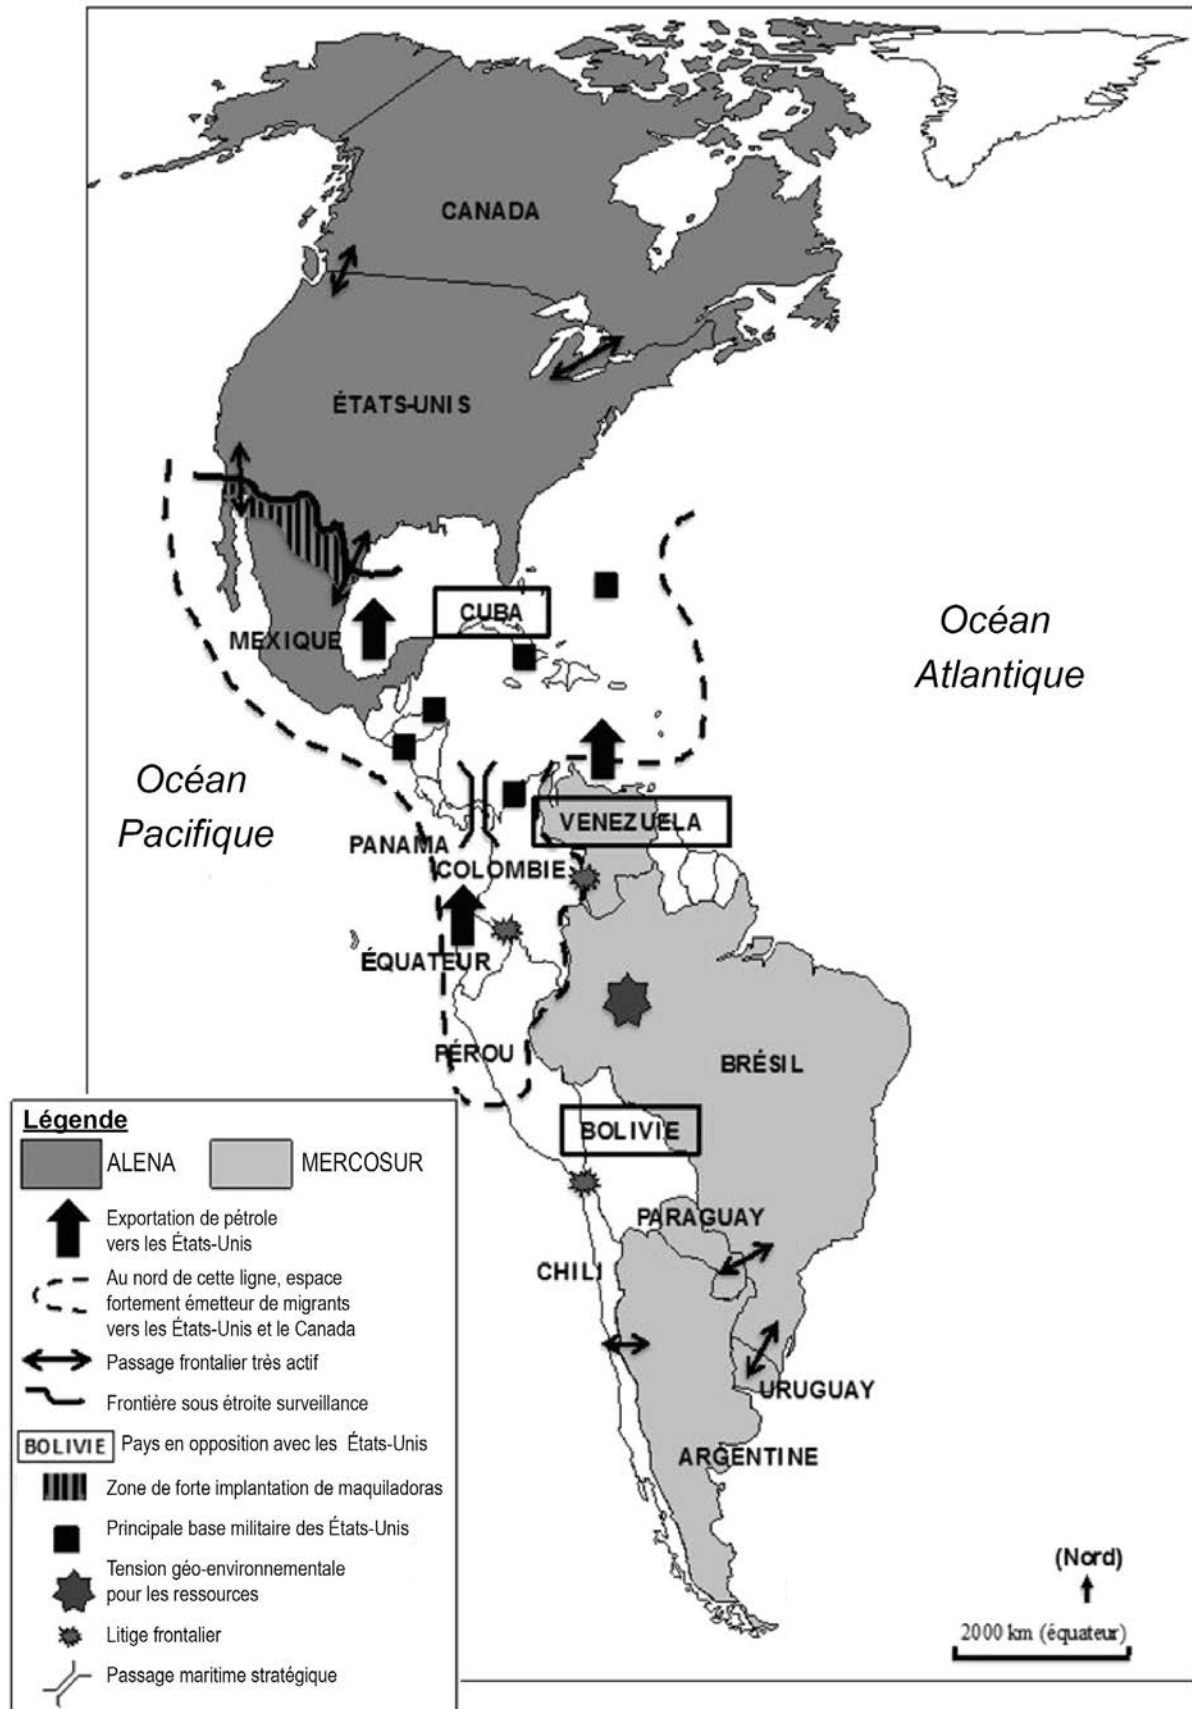 CANADA
ÉTATS-UNIS
CUBA
MEXIQUE
Océan
Atlantique
Océan
Pacifique
VENEZUELA
PANAMA
COLOMBIE
ÉQUATEUR
PÉROU
BRÉSIL
BOLIVIE
PARAGUAY
CHILI
URUGUAY
ARGENTINE
(Nord)
2000 km (équateur)
Légende
ALENA
MERCOSUR
Exportation de pétrole
vers les États-Unis
Au nord de cette ligne, espace
fortement émetteur de migrants
vers les États-Unis et le Canada
Passage frontalier très actif
Frontière sous étroite surveillance
BOLIVIE
Pays en opposition avec les États-Unis
Zone de forte implantation de maquiladoras
Principale base militaire des États-Unis
Tension géo-environnementale
pour les ressources
Litige frontalier
Passage maritime stratégique